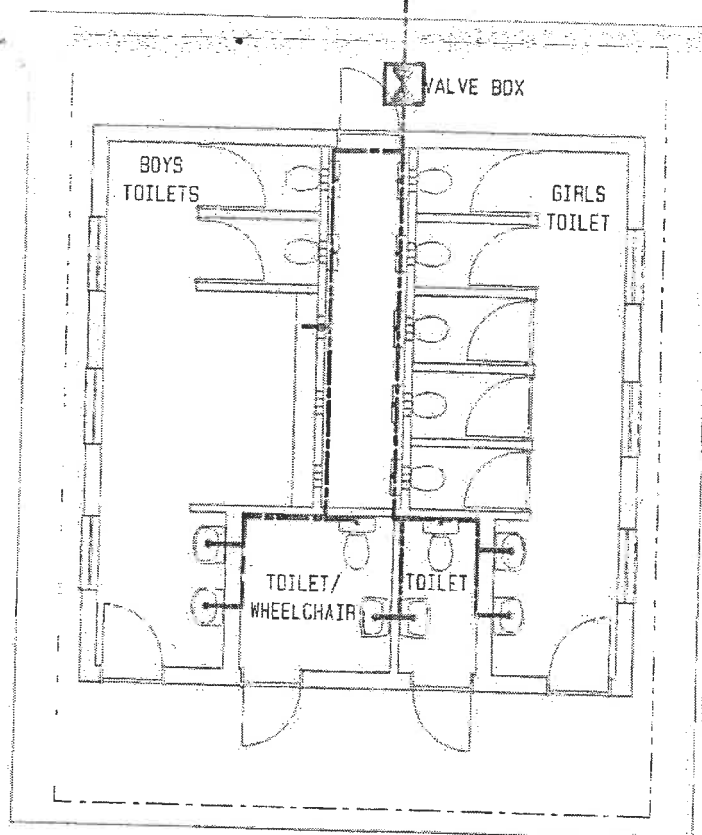 VALVE BOX
BOYS
TOILETS
GIRLS
TOILET
TOILET/
WHEELCHAIR
TOILET